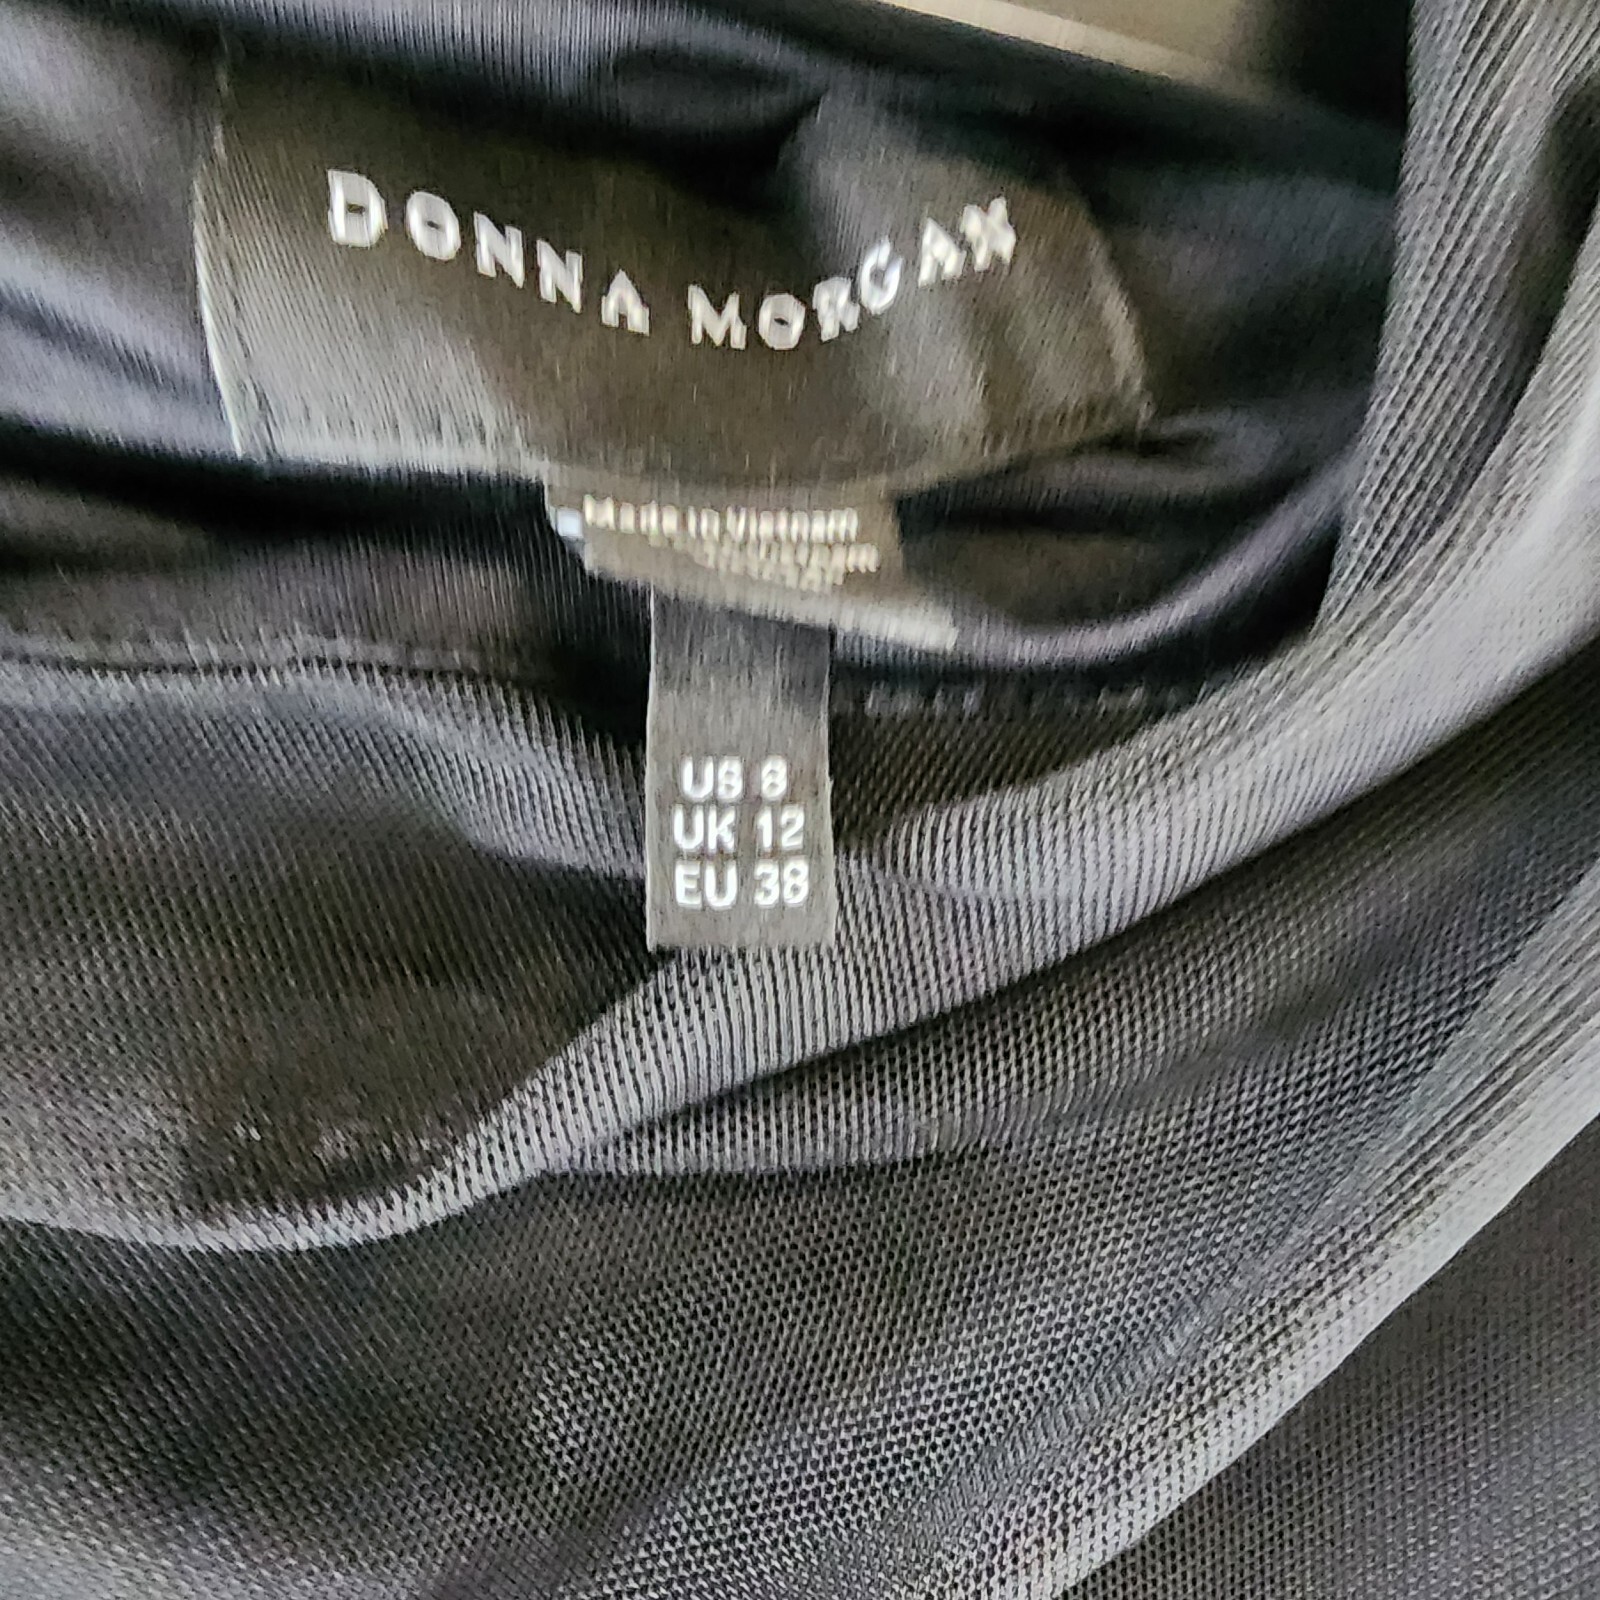 DONNA MORGAN
Made in Vietnam
US 8
UK 12
EU 38